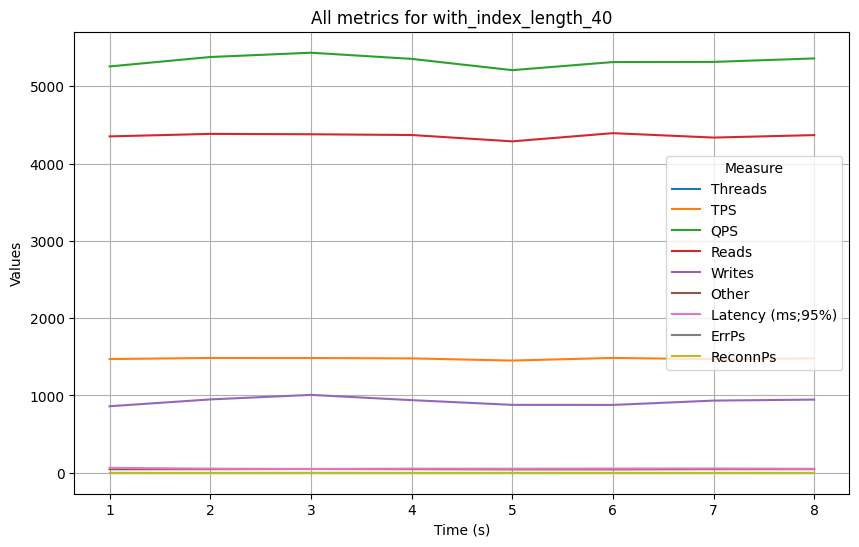 All metrics for with_index_length_40
Values
5000
4000
3000
2000
1000
0
Measure
Threads
TPS
QPS
Reads
Writes
Other
Latency (ms;95%)
ErrPs
ReconnPs
1 2 3 4 5 6 7 8
Time (s)